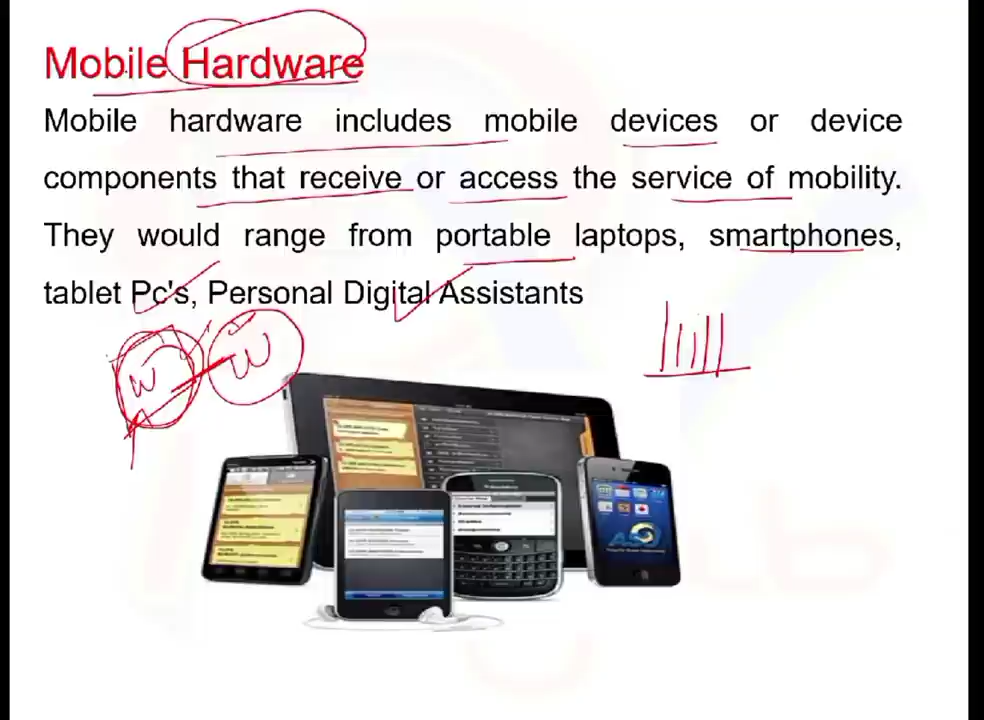 Mobile Hardware
Mobile hardware includes mobile devices or device
components that receive or access the service of mobility.
They would range from portable laptops, smartphones,
tablet Pc's, Personal Digital Assistants
W W